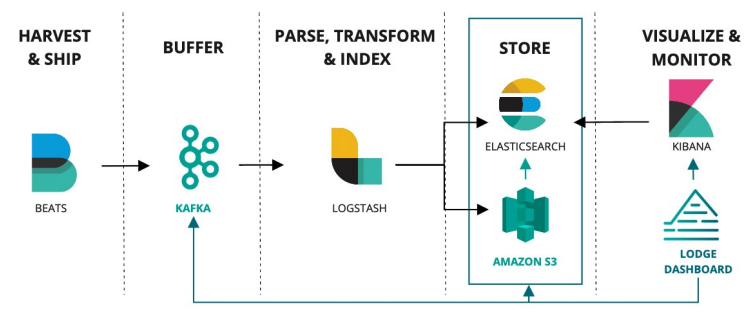 HARVEST
& SHIP
BUFFER
PARSE, TRANSFORM
& INDEX
STORE
VISUALIZE &
MONITOR
BEATS
KAFKA
LOGSTASH
ELASTICSEARCH
AMAZON S3
KIBANA
LODGE
DASHBOARD